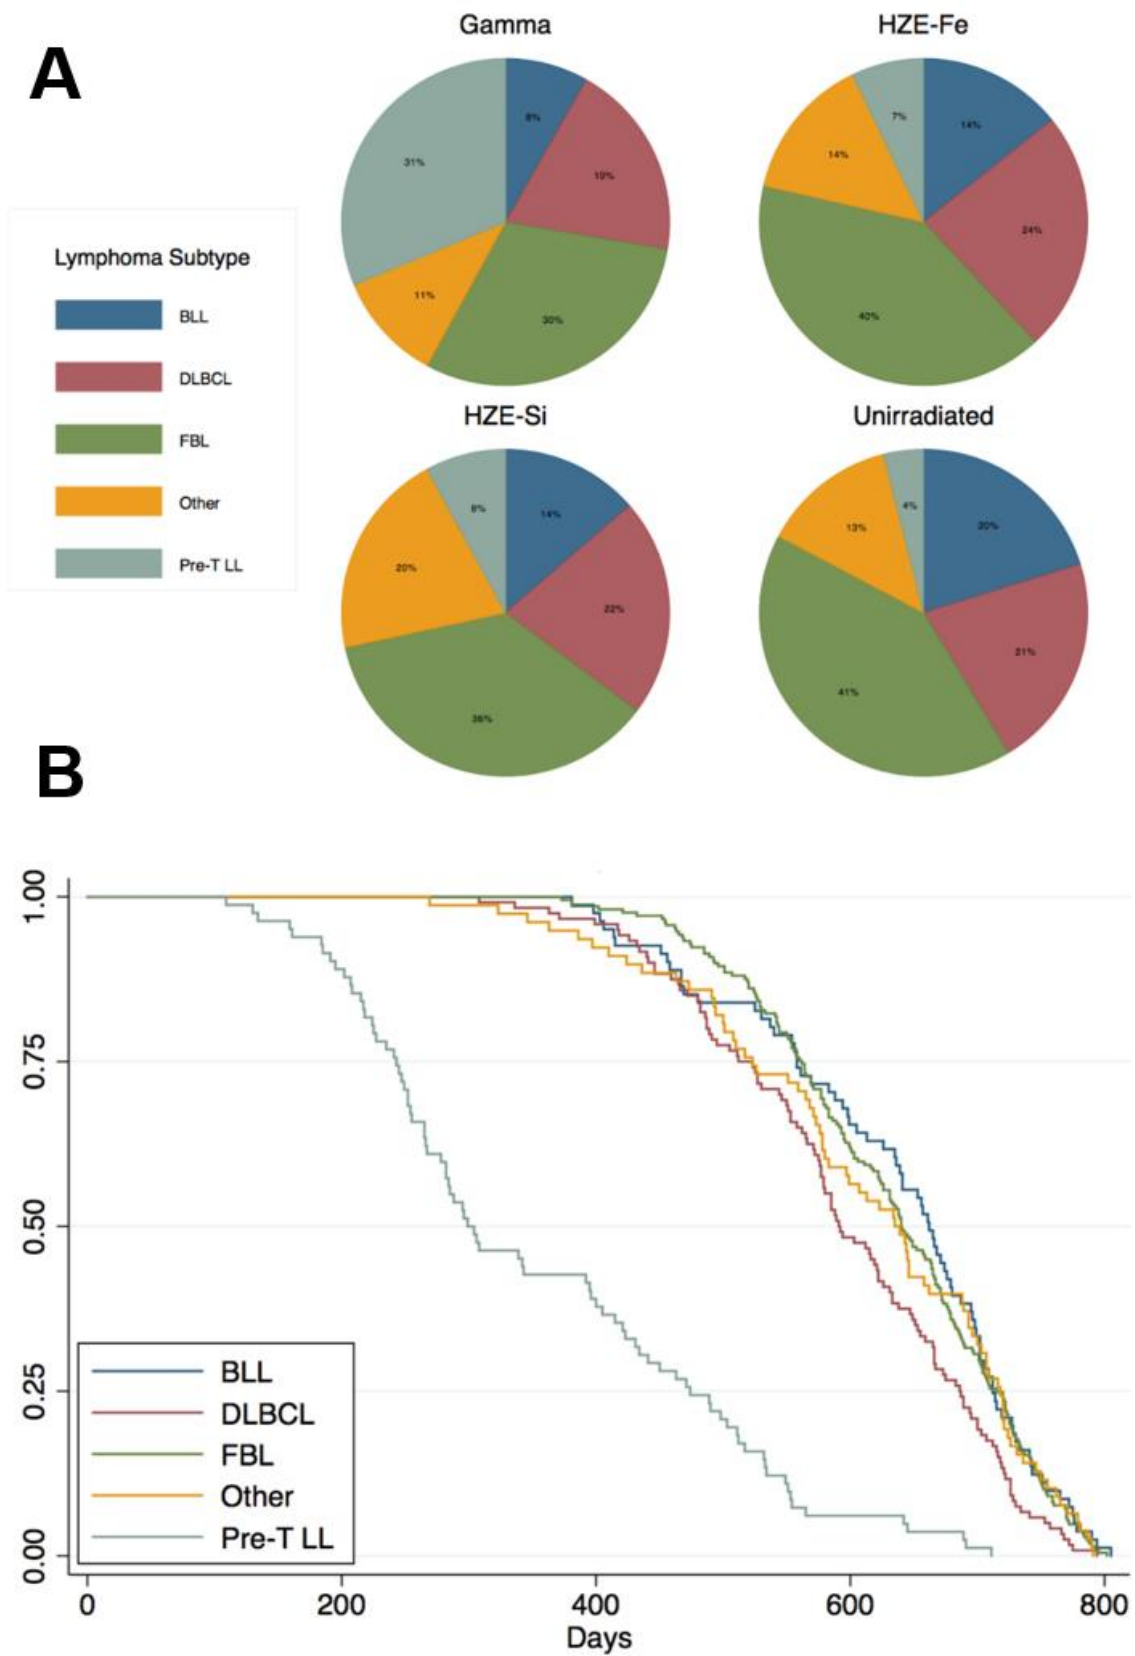 A
Gamma
8%
19%
30%
11%
31%
HZE-Fe
14%
24%
40%
14%
7%
Lymphoma Subtype
BLL
DLBCL
FBL
Other
Pre-T LL
HZE-Si
14%
22%
36%
20%
8%
Unirradiated
20%
21%
41%
13%
4%
B
1.00
0.75
0.50
0.25
0.00
BLL
DLBCL
FBL
Other
Pre-T LL
0 200 400 600 800
Days